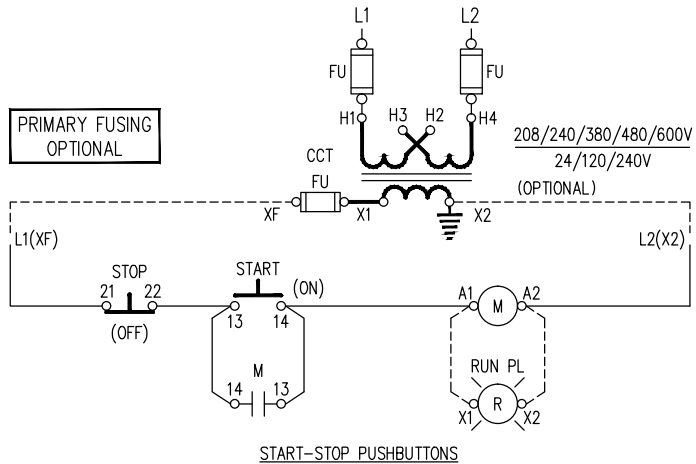 L1 L2
FU FU
H1 H3 H2 H4
PRIMARY FUSING
OPTIONAL
208/240/380/480/600V
24/120/240V
(OPTIONAL)
CCT
FU
XF X1 X2
L1(XF) L2(X2)
STOP START
(ON)
21 22 13 14 A1 M A2
(OFF)
M
14 13
RUN PL
R
X1 X2
START-STOP PUSHBUTTONS